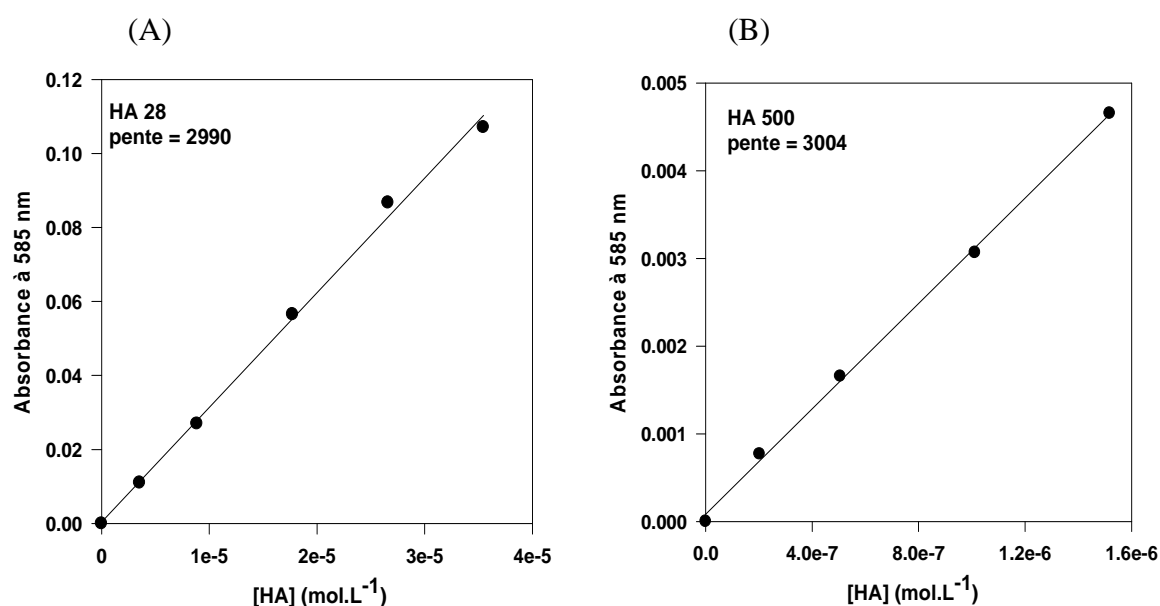 (A)
HA 28
pente = 2990
Absorbance à 585 nm
0.12
0.10
0.08
0.06
0.04
0.02
0.00
0
1e-5
2e-5
3e-5
4e-5
[HA] (mol.L-1)
(B)
HA 500
pente = 3004
Absorbance à 585 nm
0.005
0.004
0.003
0.002
0.001
0.000
0.0
4.0e-7
8.0e-7
1.2e-6
1.6e-6
[HA] (mol.L-1)